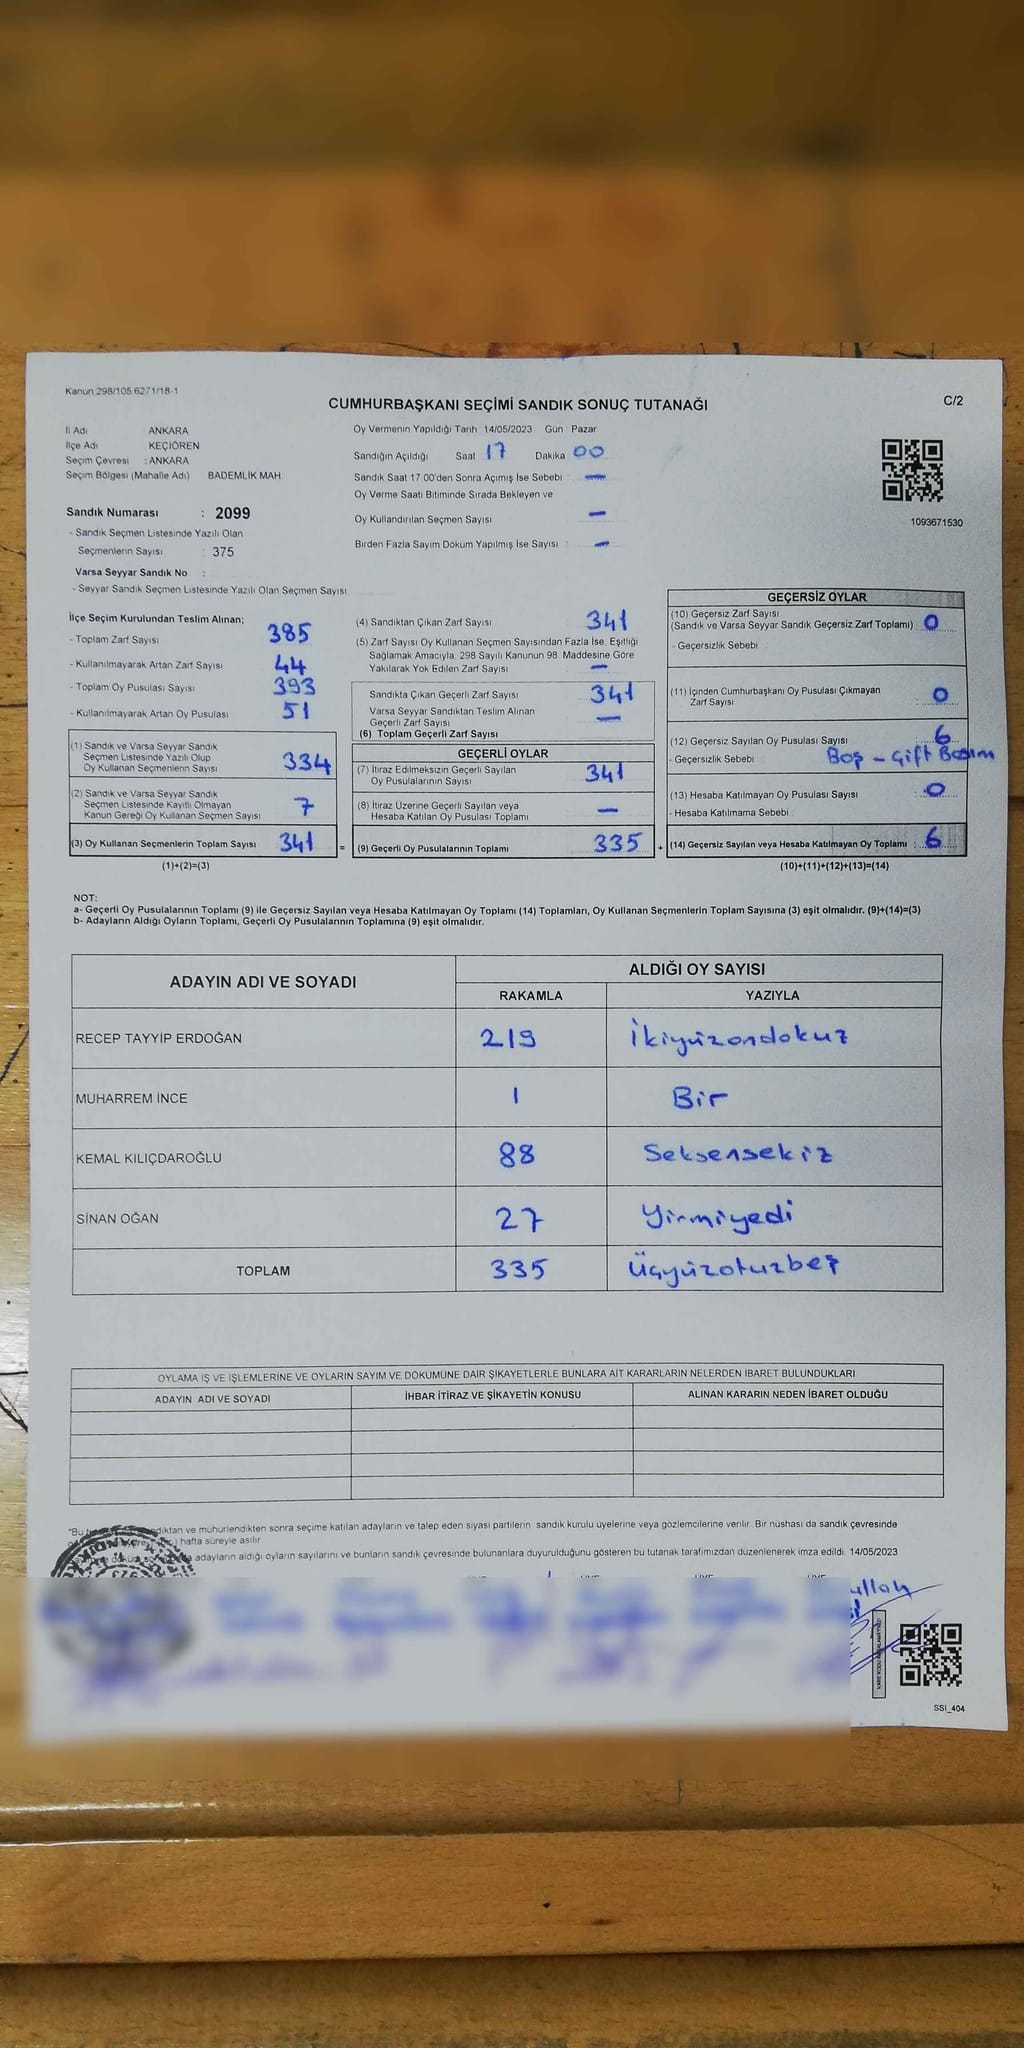 Kanun 298/105 6271/18-1
CUMHURBAŞKANI SEÇİMİ SANDIK SONUÇ TUTANAĞI
C/2
İl Adı ANKARA
İlçe Adı KEÇİÖREN
Seçim Çevresi : ANKARA
Seçim Bölgesi (Mahalle Adı) BADEMLİK MAH
Sandık Numarası : 2099
- Sandık Seçmen Listesinde Yazılı Olan
Seçmenlerin Sayısı : 375
Varsa Seyyar Sandık No :
- Seyyar Sandık Seçmen Listesinde Yazılı Olan Seçmen Sayısı
Oy Vermenin Yapıldığı Tarih 14/05/2023 Gün Pazar
Sandığın Açıldığı Saat 17 Dakika 00
Sandık Saat 17.00'den Sonra Açımış İse Sebebi : —
Oy Verme Saati Bitiminde Sırada Bekleyen ve
Oy Kullandırılan Seçmen Sayısı —
Birden Fazla Sayım Döküm Yapılmış İse Sayısı : —
1093671530
İlçe Seçim Kurulundan Teslim Alınan;
- Toplam Zarf Sayısı 385
- Kullanılmayarak Artan Zarf Sayısı 44
- Toplam Oy Pusulası Sayısı 393
- Kullanılmayarak Artan Oy Pusulası 51
(1) Sandık ve Varsa Seyyar Sandık
Seçmen Listesinde Yazılı Olup
Oy Kullanan Seçmenlerin Sayısı 334
(2) Sandık ve Varsa Seyyar Sandık
Seçmen Listesinde Kayıtlı Olmayan
Kanun Gereği Oy Kullanan Seçmen Sayısı 7
(3) Oy Kullanan Seçmenlerin Toplam Sayısı 341 =
(1)+(2)=(3)
(4) Sandıktan Çıkan Zarf Sayısı 341
(5) Zarf Sayısı Oy Kullanan Seçmen Sayısından Fazla İse, Eşitliği
Sağlamak Amacıyla, 298 Sayılı Kanunun 98. Maddesine Göre
Yakılarak Yok Edilen Zarf Sayısı —
Sandıkta Çıkan Geçerli Zarf Sayısı 341
Varsa Seyyar Sandıktan Teslim Alınan
Geçerli Zarf Sayısı —
(6) Toplam Geçerli Zarf Sayısı
GEÇERLİ OYLAR
(7) İtiraz Edilmeksizin Geçerli Sayılan
Oy Pusulalarının Sayısı 341
(8) İtiraz Üzerine Geçerli Sayılan veya
Hesaba Katılan Oy Pusulası Toplamı —
(9) Geçerli Oy Pusulalarının Toplamı 335 +
GEÇERSİZ OYLAR
(10) Geçersiz Zarf Sayısı
(Sandık ve Varsa Seyyar Sandık Geçersiz Zarf Toplamı) : 0
- Geçersizlik Sebebi
(11) İçinden Cumhurbaşkanı Oy Pusulası Çıkmayan
Zarf Sayısı 0
(12) Geçersiz Sayılan Oy Pusulası Sayısı 6
- Geçersizlik Sebebi Boş - Çift Basım
(13) Hesaba Katılmayan Oy Pusulası Sayısı : 0
- Hesaba Katılmama Sebebi
(14) Geçersiz Sayılan veya Hesaba Katılmayan Oy Toplamı : 6
(10)+(11)+(12)+(13)=(14)
NOT:
a- Geçerli Oy Pusulalarının Toplamı (9) ile Geçersiz Sayılan veya Hesaba Katılmayan Oy Toplamı (14) Toplamları, Oy Kullanan Seçmenlerin Toplam Sayısına (3) eşit olmalıdır. (9)+(14)=(3)
b- Adayların Aldığı Oyların Toplamı, Geçerli Oy Pusulalarının Toplamına (9) eşit olmalıdır.
ADAYIN ADI VE SOYADI
ALDIĞI OY SAYISI
RAKAMLA YAZIYLA
RECEP TAYYİP ERDOĞAN 219 İkiyüzondokuz
MUHARREM İNCE 1 Bir
KEMAL KILIÇDAROĞLU 88 Seksensekiz
SİNAN OĞAN 27 Yirmiyedi
TOPLAM 335 Üçyüzotuzbeş
OYLAMA İŞ VE İŞLEMLERİNE VE OYLARIN SAYIM VE DÖKÜMÜNE DAİR ŞİKAYETLERLE BUNLARA AİT KARARLARIN NELERDEN İBARET BULUNDUKLARI
ADAYIN ADI VE SOYADI İHBAR İTİRAZ VE ŞİKAYETİN KONUSU ALINAN KARARIN NEDEN İBARET OLDUĞU
"Bu ve mühürlendikten sonra seçime katılan adayların ve talep eden siyasi partilerin sandık kurulu üyelerine veya gözlemcilerine verilir. Bir nüshası da sandık çevresinde
hafta süreyle asılır
adayların aldığı oyların sayılarını ve bunların sandık çevresinde bulunanlara duyurulduğunu gösteren bu tutanak tarafımızdan düzenlenerek imza edildi. 14/05/2023
SSI_404